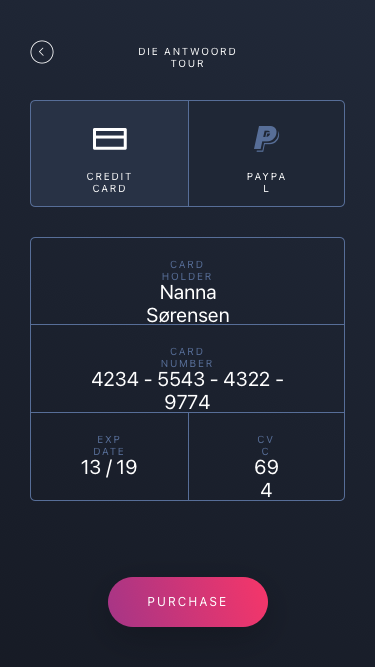 DIE ANTWOORD
TOUR
CREDIT
CARD
PAYPA
L
CARD
HOLDER
Nanna
Sørensen
CARD
NUMBER
4234 - 5543 - 4322 -
9774
EXP
DATE
13 / 19
CV
C
69
4
PURCHASE